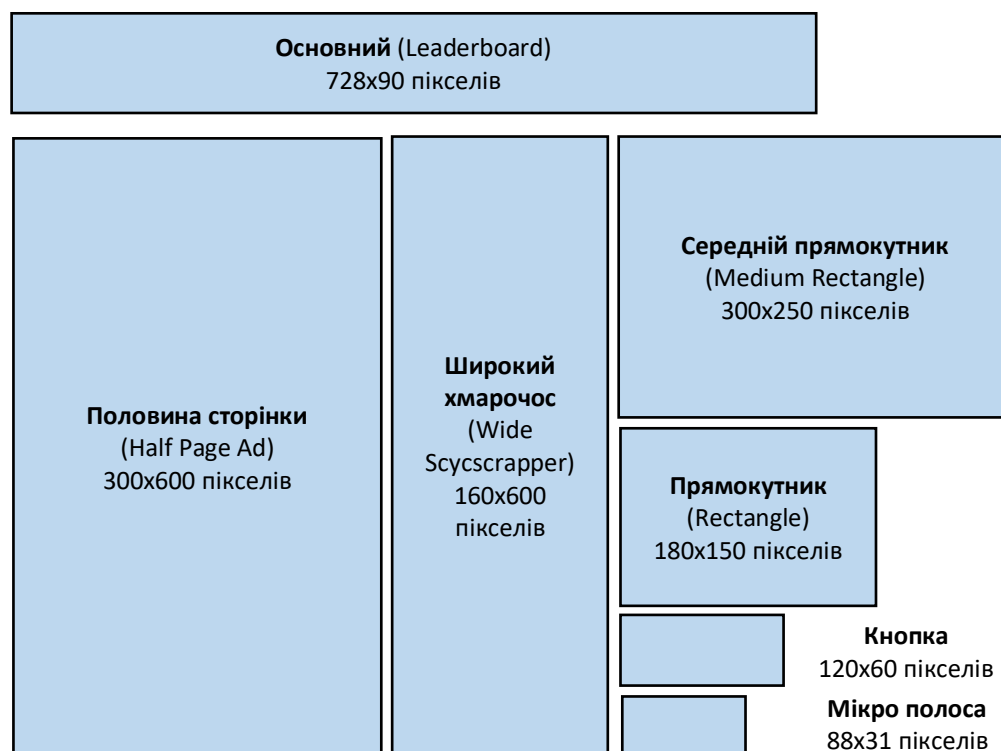 Основний (Leaderboard)
728x90 пікселів
Половина сторінки
(Half Page Ad)
300x600 пікселів
Широкий
хмарочос
(Wide
Scycscrapper)
160x600
пікселів
Середній прямокутник
(Medium Rectangle)
300x250 пікселів
Прямокутник
(Rectangle)
180x150 пікселів
Кнопка
120x60 пікселів
Мікро полоса
88x31 пікселів